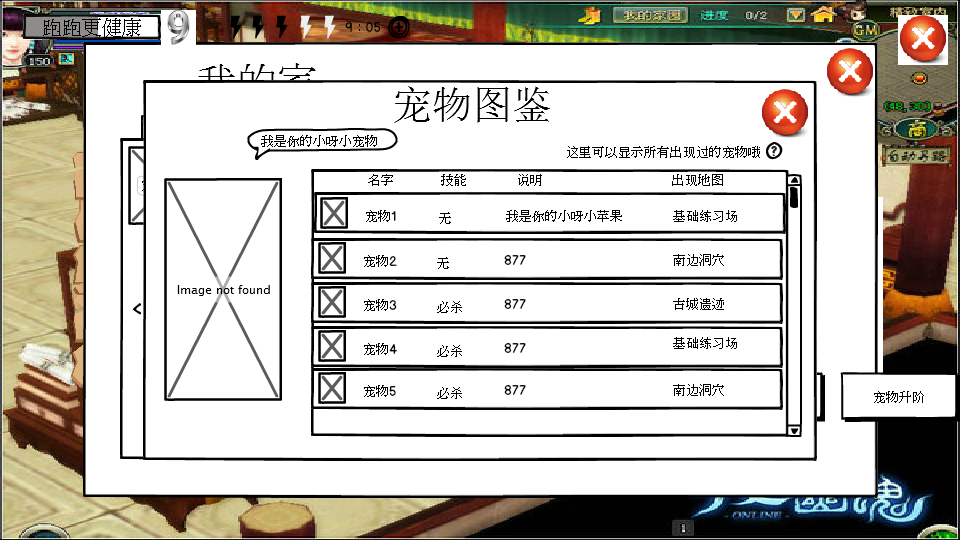 跑跑更健康
9
9:05
我的家园
进度
0/2
精致室内
GM
150
我的家
宠物图鉴
我是你的小呀小宠物
这里可以显示所有出现过的宠物哦
?
商
自动寻路
名字 技能 说明 出现地图
宠物1 无 我是你的小呀小苹果 基础练习场
宠物2 无 877 南边洞穴
Image not found
宠物3 必杀 877 古城遗迹
宠物4 必杀 877 基础练习场
宠物5 必杀 877 南边洞穴
<
宠物升阶
-ONLINE-